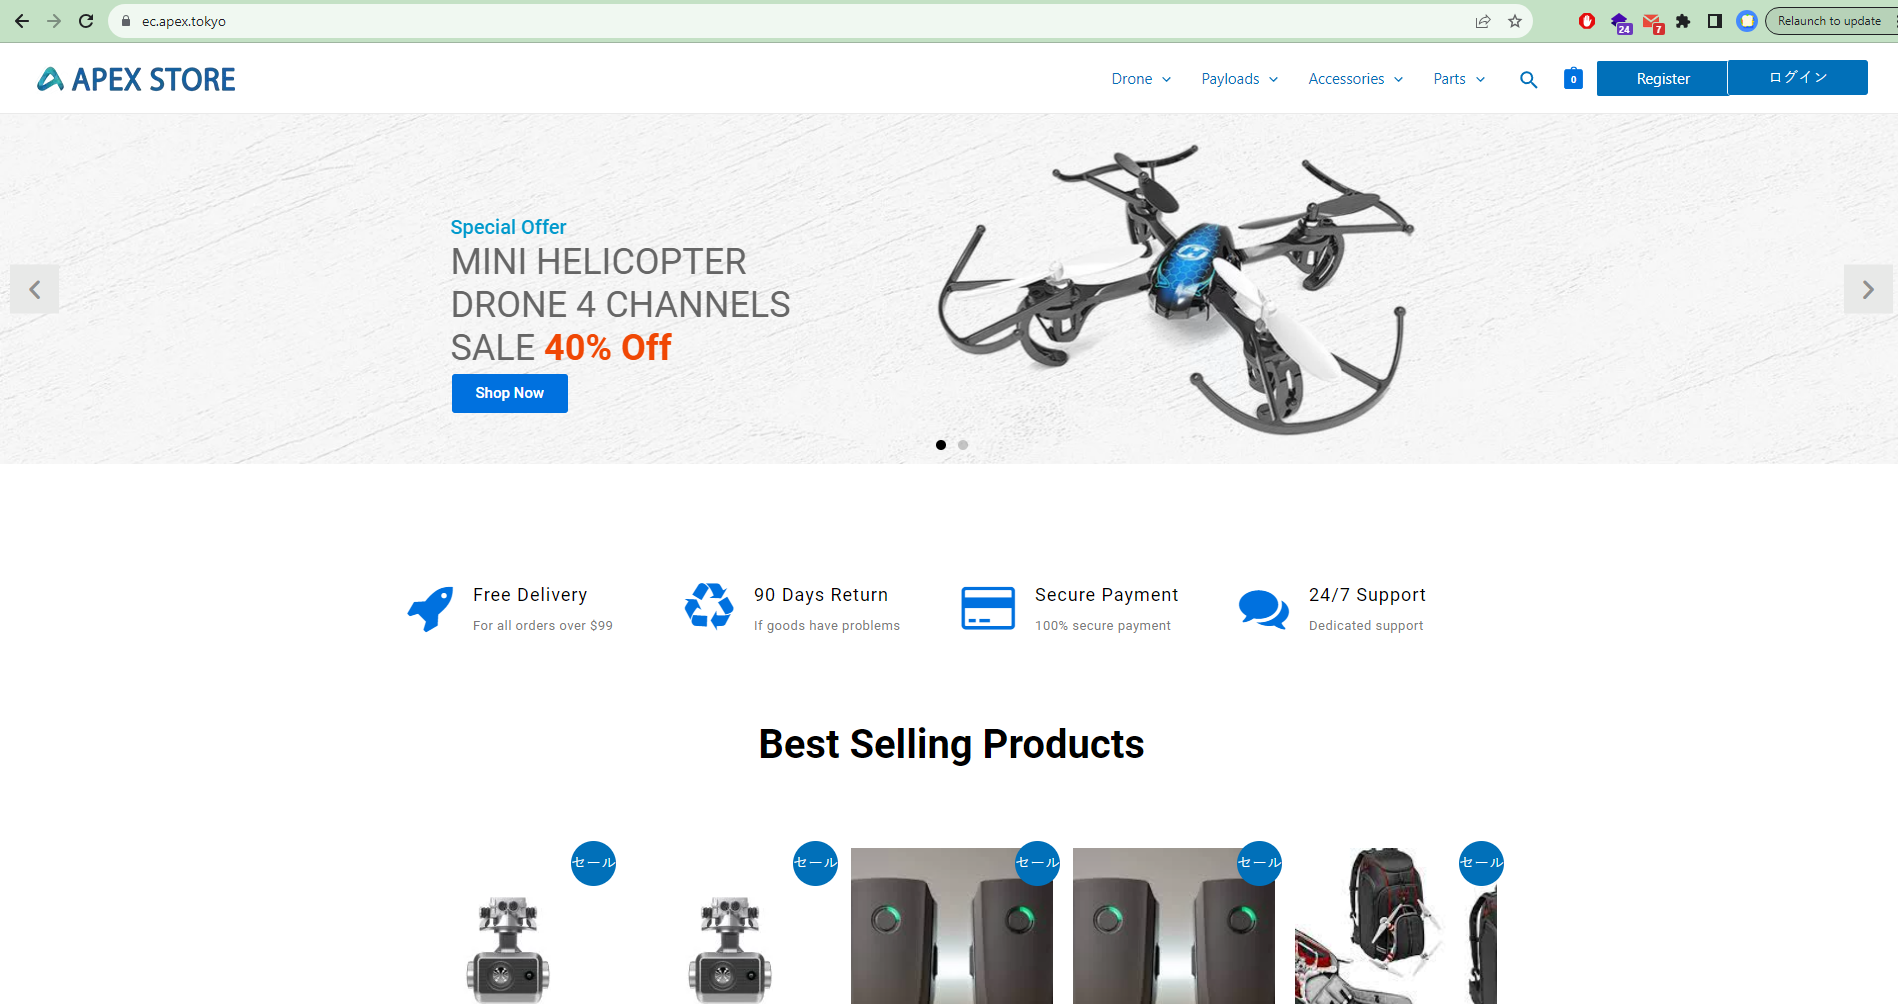 ec.apex.tokyo
24
7
Relaunch to update
APEX STORE
Drone
Payloads
Accessories
Parts
0
Register
ログイン
Special Offer
MINI HELICOPTER
DRONE 4 CHANNELS
SALE 40% Off
Shop Now
Free Delivery
For all orders over $99
90 Days Return
If goods have problems
Secure Payment
100% secure payment
24/7 Support
Dedicated support
Best Selling Products
セール
セール
セール
セール
セール